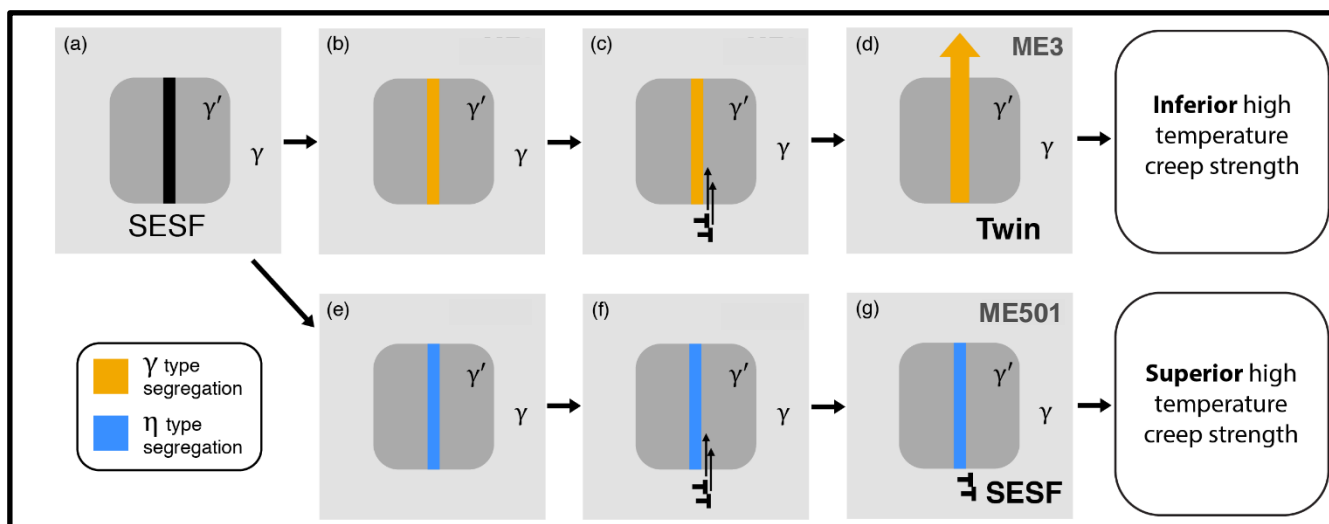 (a)
γ′
γ
SESF
(b)
γ′
γ
(c)
γ′
γ
(d)
ME3
γ′
γ
Twin
Inferior high
temperature
creep strength
γ type
segregation
η type
segregation
(e)
γ′
γ
(f)
γ′
γ
(g)
ME501
γ′
γ
SESF
Superior high
temperature
creep strength